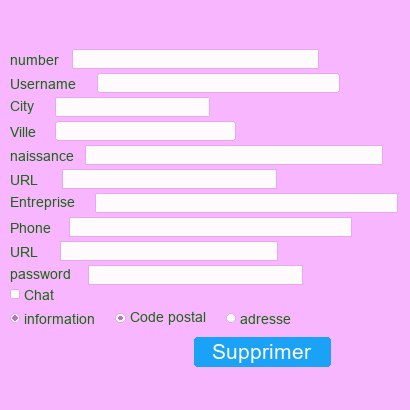 number
Username
City
Ville
naissance
URL
Entreprise
Phone
URL
password
Chat
information Code postal adresse
Supprimer